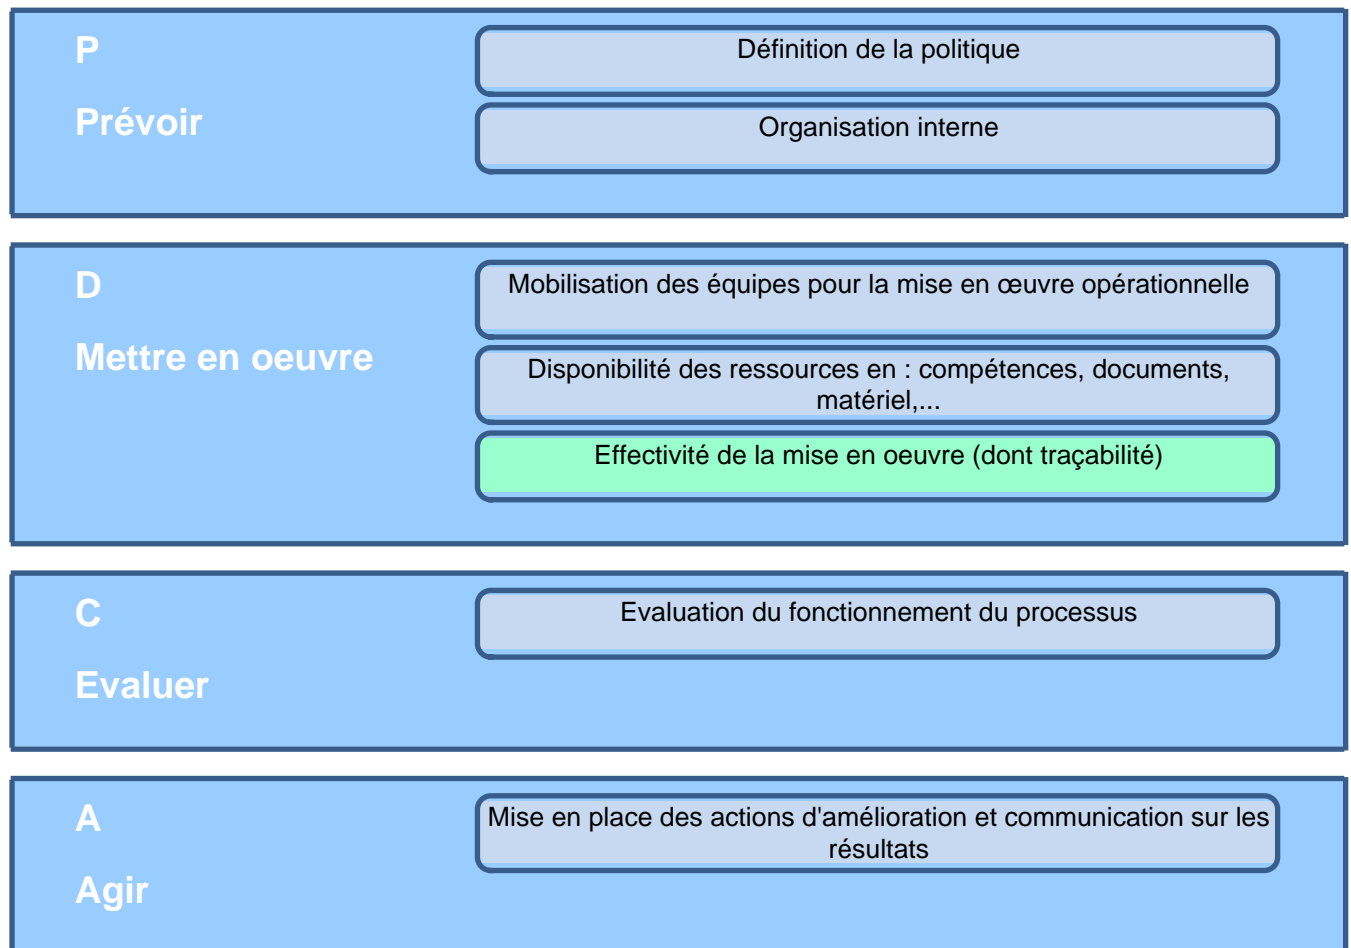 P
Prévoir
Définition de la politique
Organisation interne
D
Mettre en oeuvre
Mobilisation des équipes pour la mise en œuvre opérationnelle
Disponibilité des ressources en : compétences, documents,
matériel,...
Effectivité de la mise en oeuvre (dont traçabilité)
C
Evaluer
Evaluation du fonctionnement du processus
A
Agir
Mise en place des actions d'amélioration et communication sur les
résultats